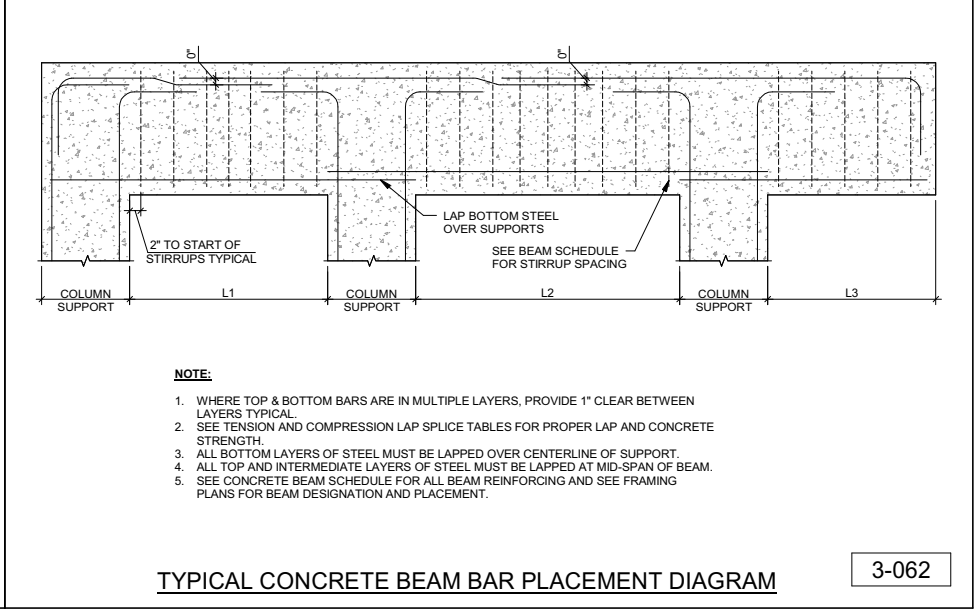 0"
0"
LAP BOTTOM STEEL
OVER SUPPORTS
2" TO START OF
STIRRUPS TYPICAL
SEE BEAM SCHEDULE
FOR STIRRUP SPACING
COLUMN
SUPPORT
L1
COLUMN
SUPPORT
L2
COLUMN
SUPPORT
L3
NOTE:
1. WHERE TOP & BOTTOM BARS ARE IN MULTIPLE LAYERS, PROVIDE 1" CLEAR BETWEEN
LAYERS TYPICAL.
2. SEE TENSION AND COMPRESSION LAP SPLICE TABLES FOR PROPER LAP AND CONCRETE
STRENGTH.
3. ALL BOTTOM LAYERS OF STEEL MUST BE LAPPED OVER CENTERLINE OF SUPPORT.
4. ALL TOP AND INTERMEDIATE LAYERS OF STEEL MUST BE LAPPED AT MID-SPAN OF BEAM.
5. SEE CONCRETE BEAM SCHEDULE FOR ALL BEAM REINFORCING AND SEE FRAMING
PLANS FOR BEAM DESIGNATION AND PLACEMENT.
TYPICAL CONCRETE BEAM BAR PLACEMENT DIAGRAM
3-062